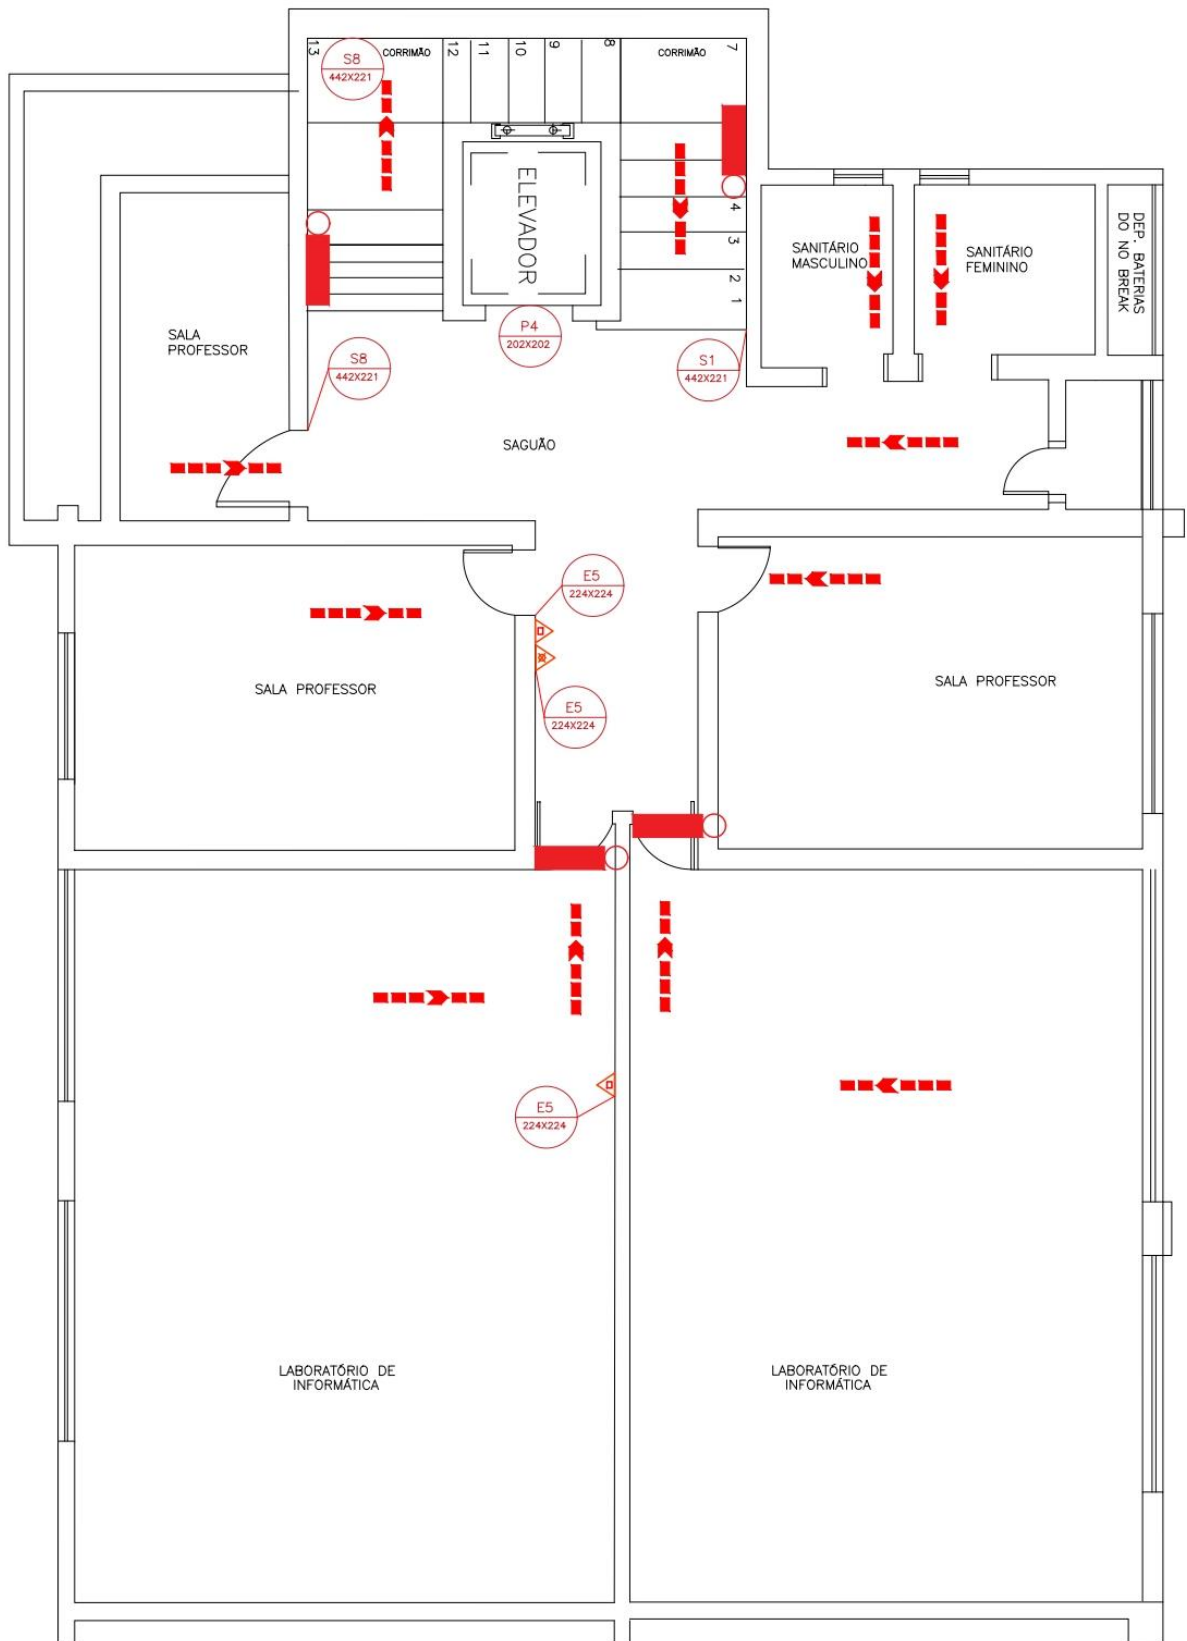 13
S8
442X221
CORRIMÃO
12
11
10
9
8
CORRIMÃO
7
ELEVADOR
4
3
2
1
SANITÁRIO
MASCULINO
SANITÁRIO
FEMININO
DEP. BATERIAS
DO NO BREAK
SALA
PROFESSOR
P4
202X202
S8
442X221
S1
442X221
SAGUÃO
E5
224X224
SALA PROFESSOR
SALA PROFESSOR
E5
224X224
E5
224X224
LABORATÓRIO DE
INFORMÁTICA
LABORATÓRIO DE
INFORMÁTICA